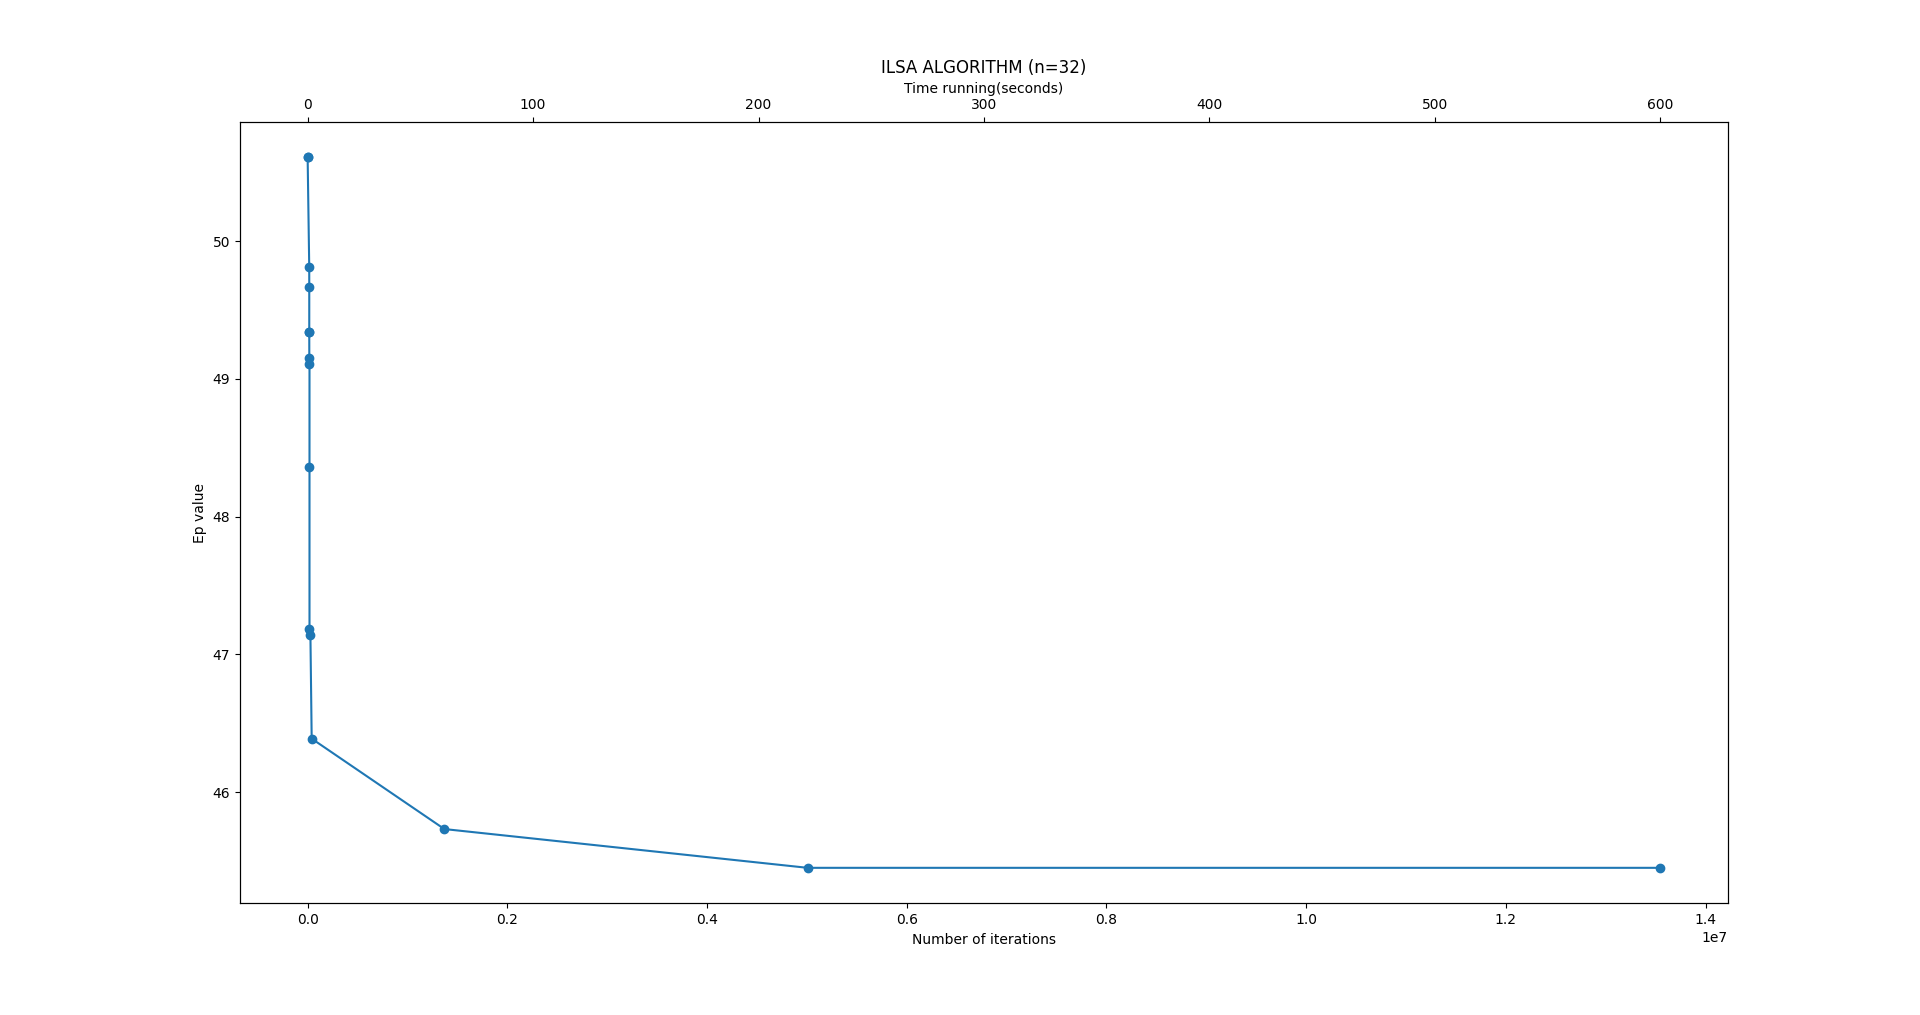 ILSA ALGORITHM (n=32)
Time running(seconds)
0 100 200 300 400 500 600
50
49
48
47
46
Ep value
0.0 0.2 0.4 0.6 0.8 1.0 1.2 1.4
1e7
Number of iterations